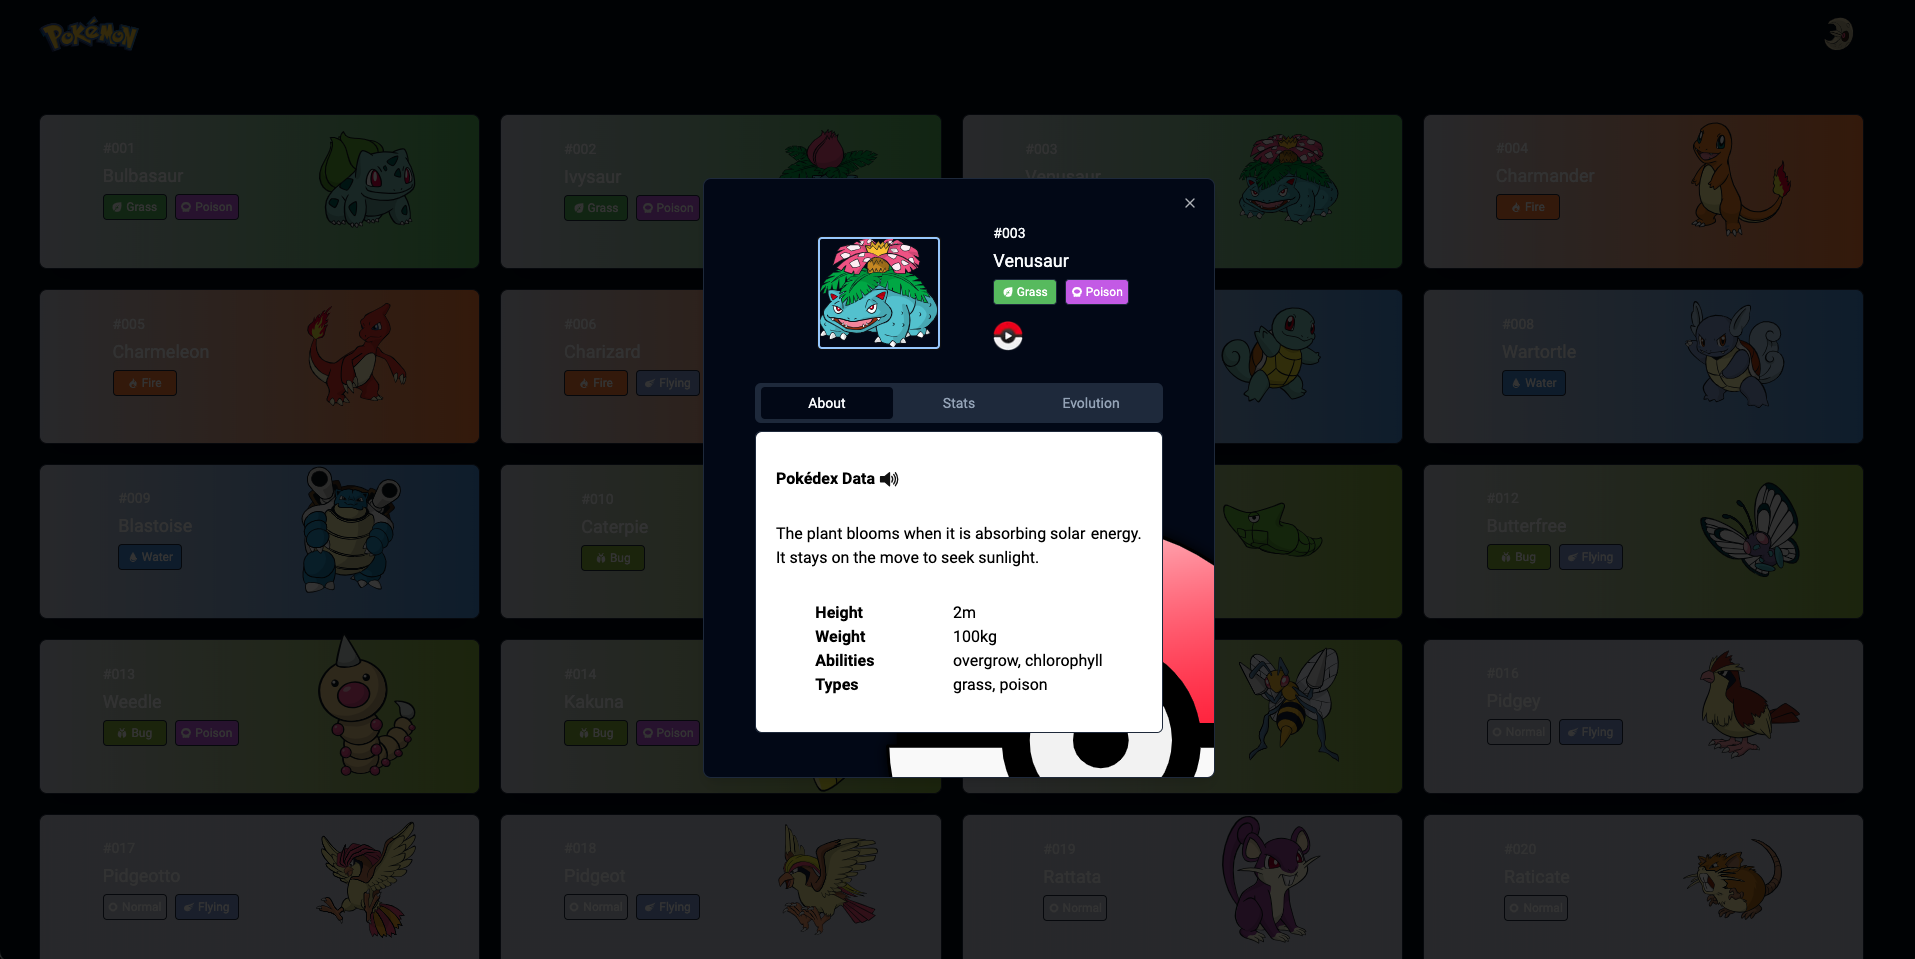 Pokémon
#001
Bulbasaur
Grass Poison
#002
Ivysaur
Grass Poison
#003
Venusaur
#004
Charmander
Fire
#005
Charmeleon
Fire
#006
Charizard
Fire Flying
#008
Wartortle
Water
#009
Blastoise
Water
#010
Caterpie
Bug
#012
Butterfree
Bug Flying
#013
Weedle
Bug Poison
#014
Kakuna
Bug Poison
#016
Pidgey
Normal Flying
#017
Pidgeotto
Normal Flying
#018
Pidgeot
Normal Flying
#019
Rattata
Normal
#020
Raticate
Normal
#003
Venusaur
Grass Poison
About Stats Evolution
Pokédex Data
The plant blooms when it is absorbing solar energy.
It stays on the move to seek sunlight.
Height 2m
Weight 100kg
Abilities overgrow, chlorophyll
Types grass, poison